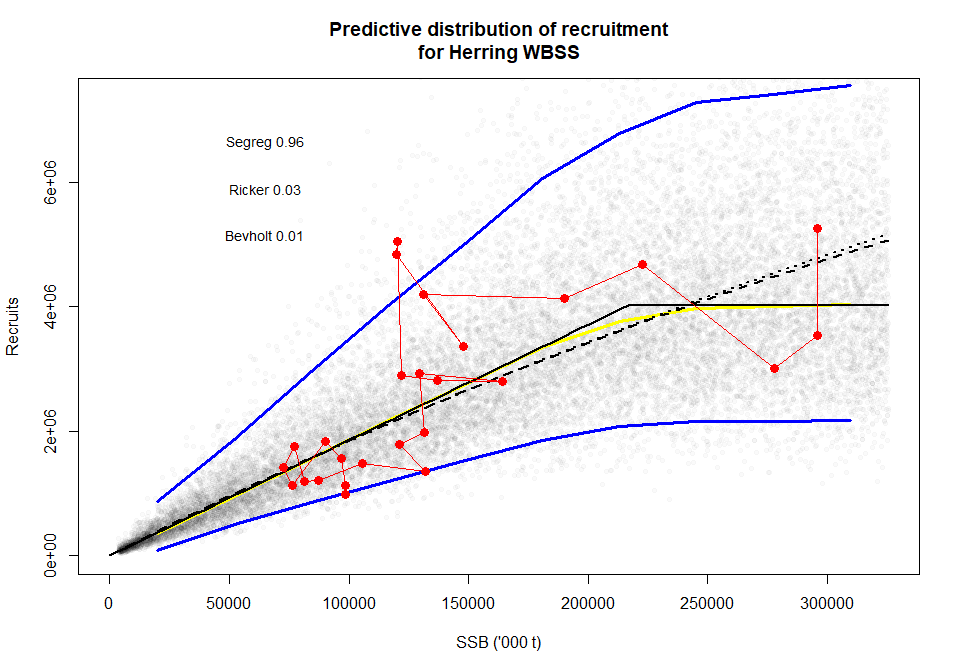 Predictive distribution of recruitment
for Herring WBSS
Segreg 0.96
Ricker 0.03
Bevholt 0.01
Recruits
6e+06
4e+06
2e+06
0e+00
0 50000 100000 150000 200000 250000 300000
SSB ('000 t)